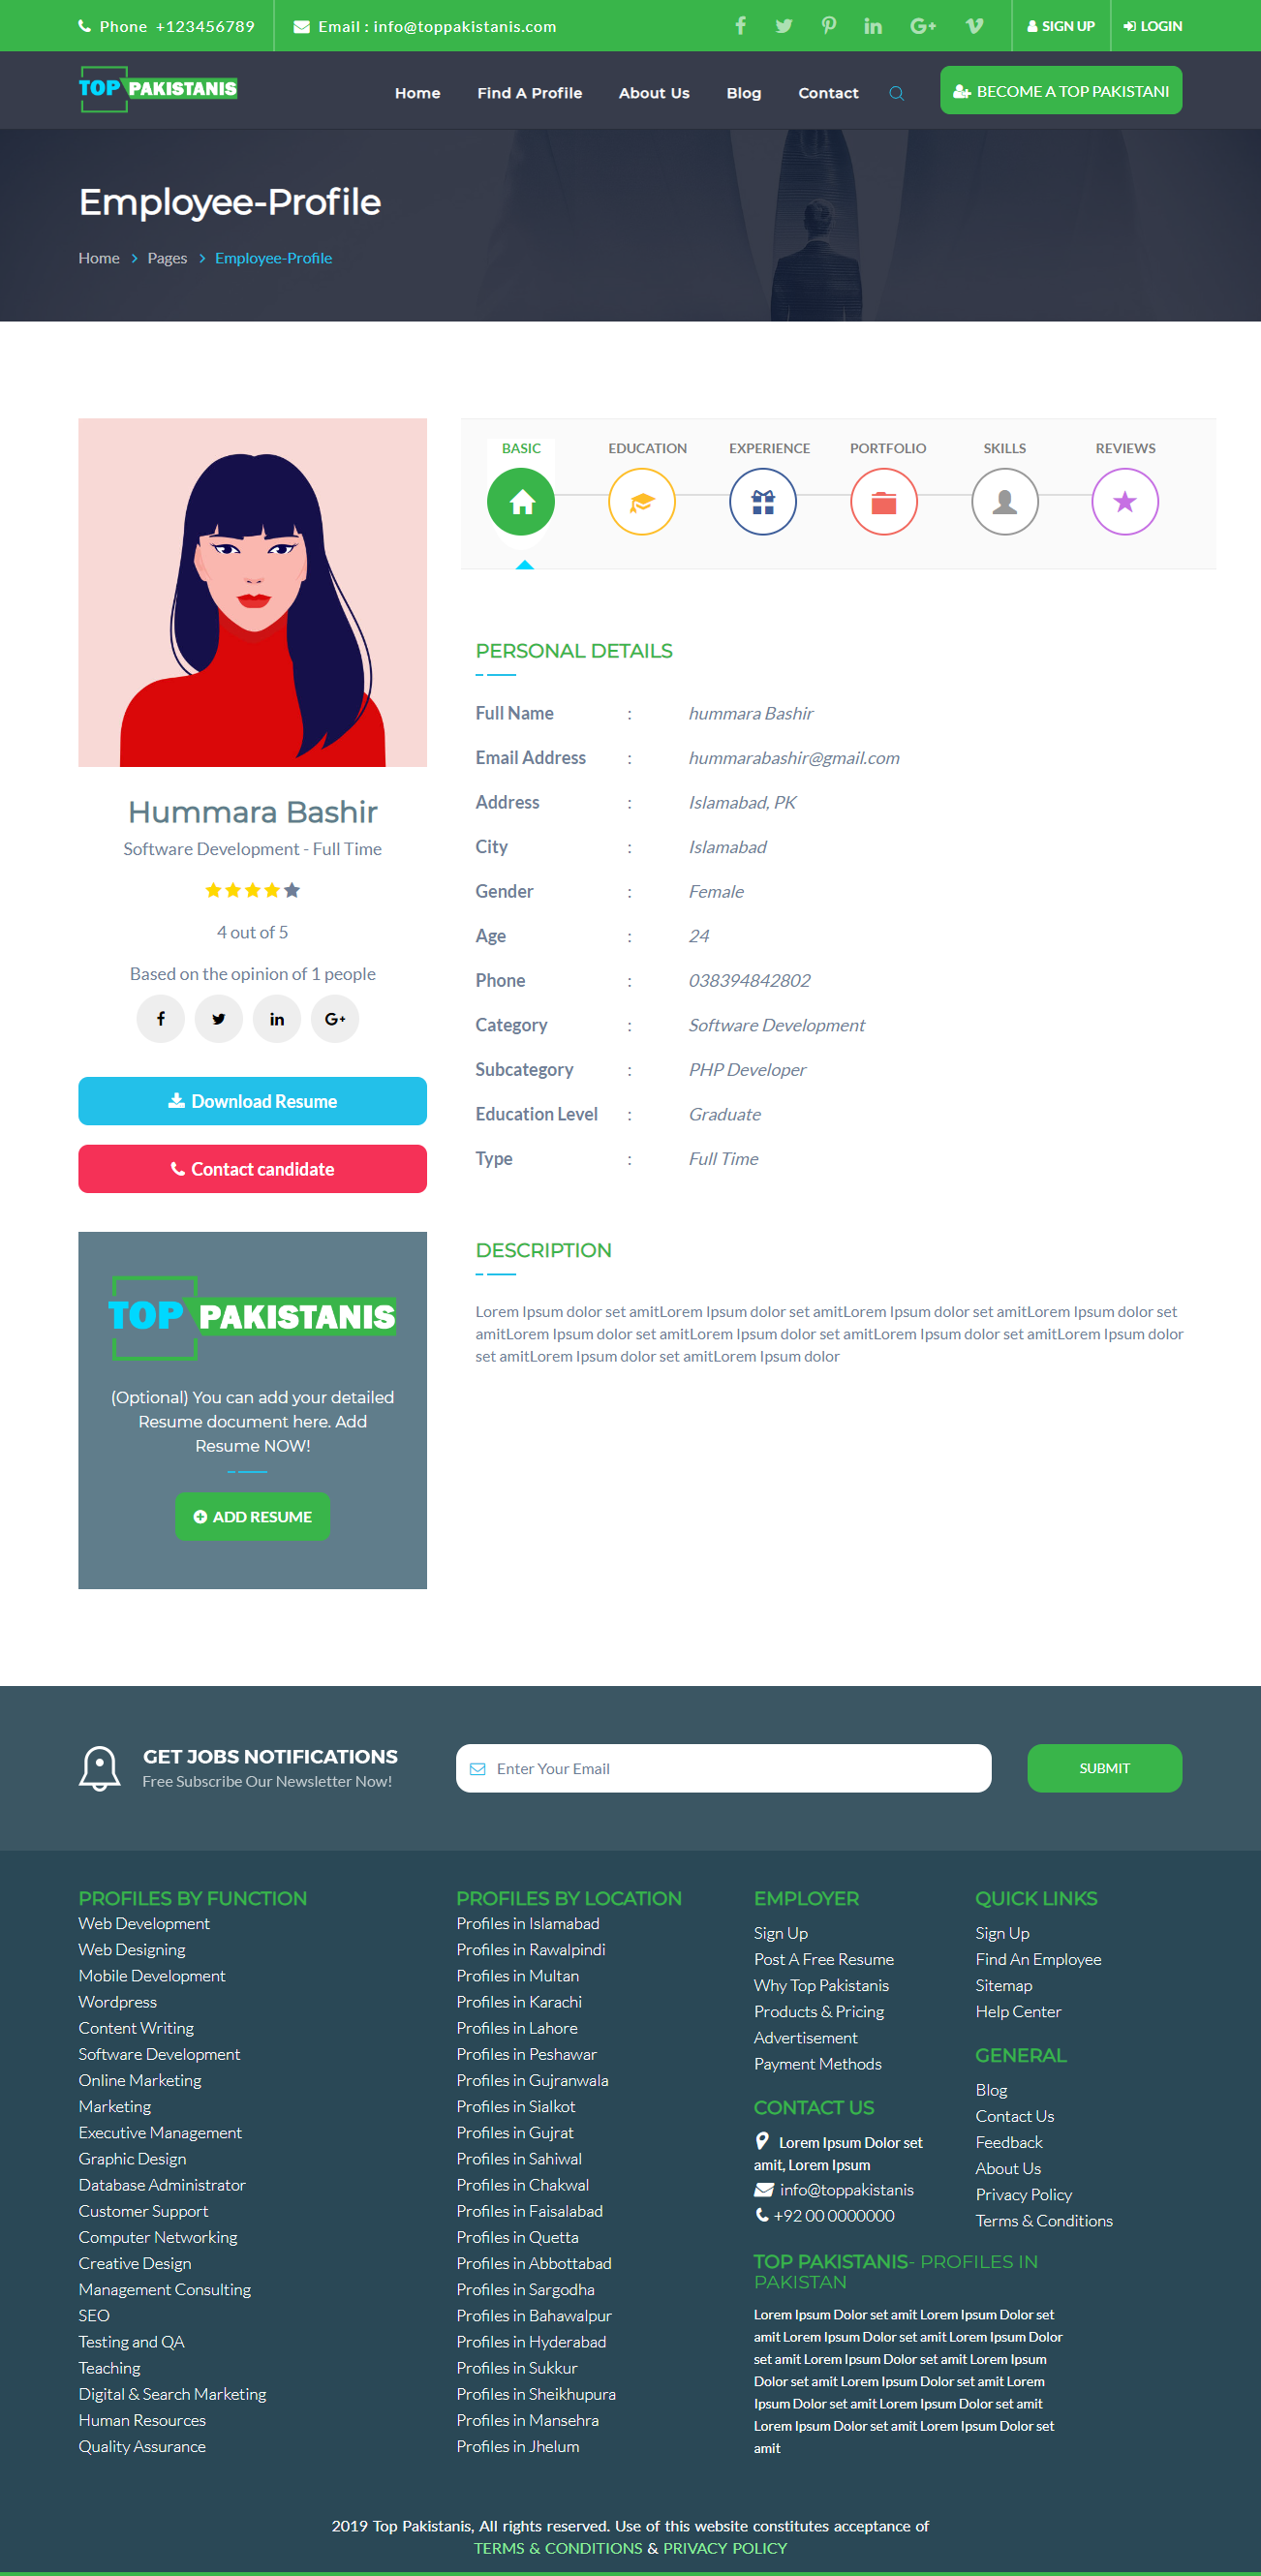 Phone +123456789
Email : info@toppakistanis.com
SIGN UP
LOGIN
TOP PAKISTANIS
Home
Find A Profile
About Us
Blog
Contact
BECOME A TOP PAKISTANI
Employee-Profile
Home > Pages > Employee-Profile
BASIC
EDUCATION
EXPERIENCE
PORTFOLIO
SKILLS
REVIEWS
Hummara Bashir
Software Development - Full Time
4 out of 5
Based on the opinion of 1 people
Download Resume
Contact candidate
PERSONAL DETAILS
Full Name : hummara Bashir
Email Address : hummarabashir@gmail.com
Address : Islamabad, PK
City : Islamabad
Gender : Female
Age : 24
Phone : 038394842802
Category : Software Development
Subcategory : PHP Developer
Education Level : Graduate
Type : Full Time
TOP PAKISTANIS
(Optional) You can add your detailed
Resume document here. Add
Resume NOW!
ADD RESUME
DESCRIPTION
Lorem Ipsum dolor set amitLorem Ipsum dolor set amitLorem Ipsum dolor set amitLorem Ipsum dolor set
amitLorem Ipsum dolor set amitLorem Ipsum dolor set amitLorem Ipsum dolor set amitLorem Ipsum dolor
set amitLorem Ipsum dolor set amitLorem Ipsum dolor
GET JOBS NOTIFICATIONS
Free Subscribe Our Newsletter Now!
Enter Your Email
SUBMIT
PROFILES BY FUNCTION
Web Development
Web Designing
Mobile Development
Wordpress
Content Writing
Software Development
Online Marketing
Marketing
Executive Management
Graphic Design
Database Administrator
Customer Support
Computer Networking
Creative Design
Management Consulting
SEO
Testing and QA
Teaching
Digital & Search Marketing
Human Resources
Quality Assurance
PROFILES BY LOCATION
Profiles in Islamabad
Profiles in Rawalpindi
Profiles in Multan
Profiles in Karachi
Profiles in Lahore
Profiles in Peshawar
Profiles in Gujranwala
Profiles in Sialkot
Profiles in Gujrat
Profiles in Sahiwal
Profiles in Chakwal
Profiles in Faisalabad
Profiles in Quetta
Profiles in Abbottabad
Profiles in Sargodha
Profiles in Bahawalpur
Profiles in Hyderabad
Profiles in Sukkur
Profiles in Sheikhupura
Profiles in Mansehra
Profiles in Jhelum
EMPLOYER
Sign Up
Post A Free Resume
Why Top Pakistanis
Products & Pricing
Advertisement
Payment Methods
CONTACT US
Lorem Ipsum Dolor set
amit, Lorem Ipsum
info@toppakistanis
+92 00 0000000
QUICK LINKS
Sign Up
Find An Employee
Sitemap
Help Center
GENERAL
Blog
Contact Us
Feedback
About Us
Privacy Policy
Terms & Conditions
TOP PAKISTANIS- PROFILES IN
PAKISTAN
Lorem Ipsum Dolor set amit Lorem Ipsum Dolor set
amit Lorem Ipsum Dolor set amit Lorem Ipsum Dolor
set amit Lorem Ipsum Dolor set amit Lorem Ipsum
Dolor set amit Lorem Ipsum Dolor set amit Lorem
Ipsum Dolor set amit Lorem Ipsum Dolor set amit
Lorem Ipsum Dolor set amit Lorem Ipsum Dolor set
amit
2019 Top Pakistanis, All rights reserved. Use of this website constitutes acceptance of
TERMS & CONDITIONS & PRIVACY POLICY